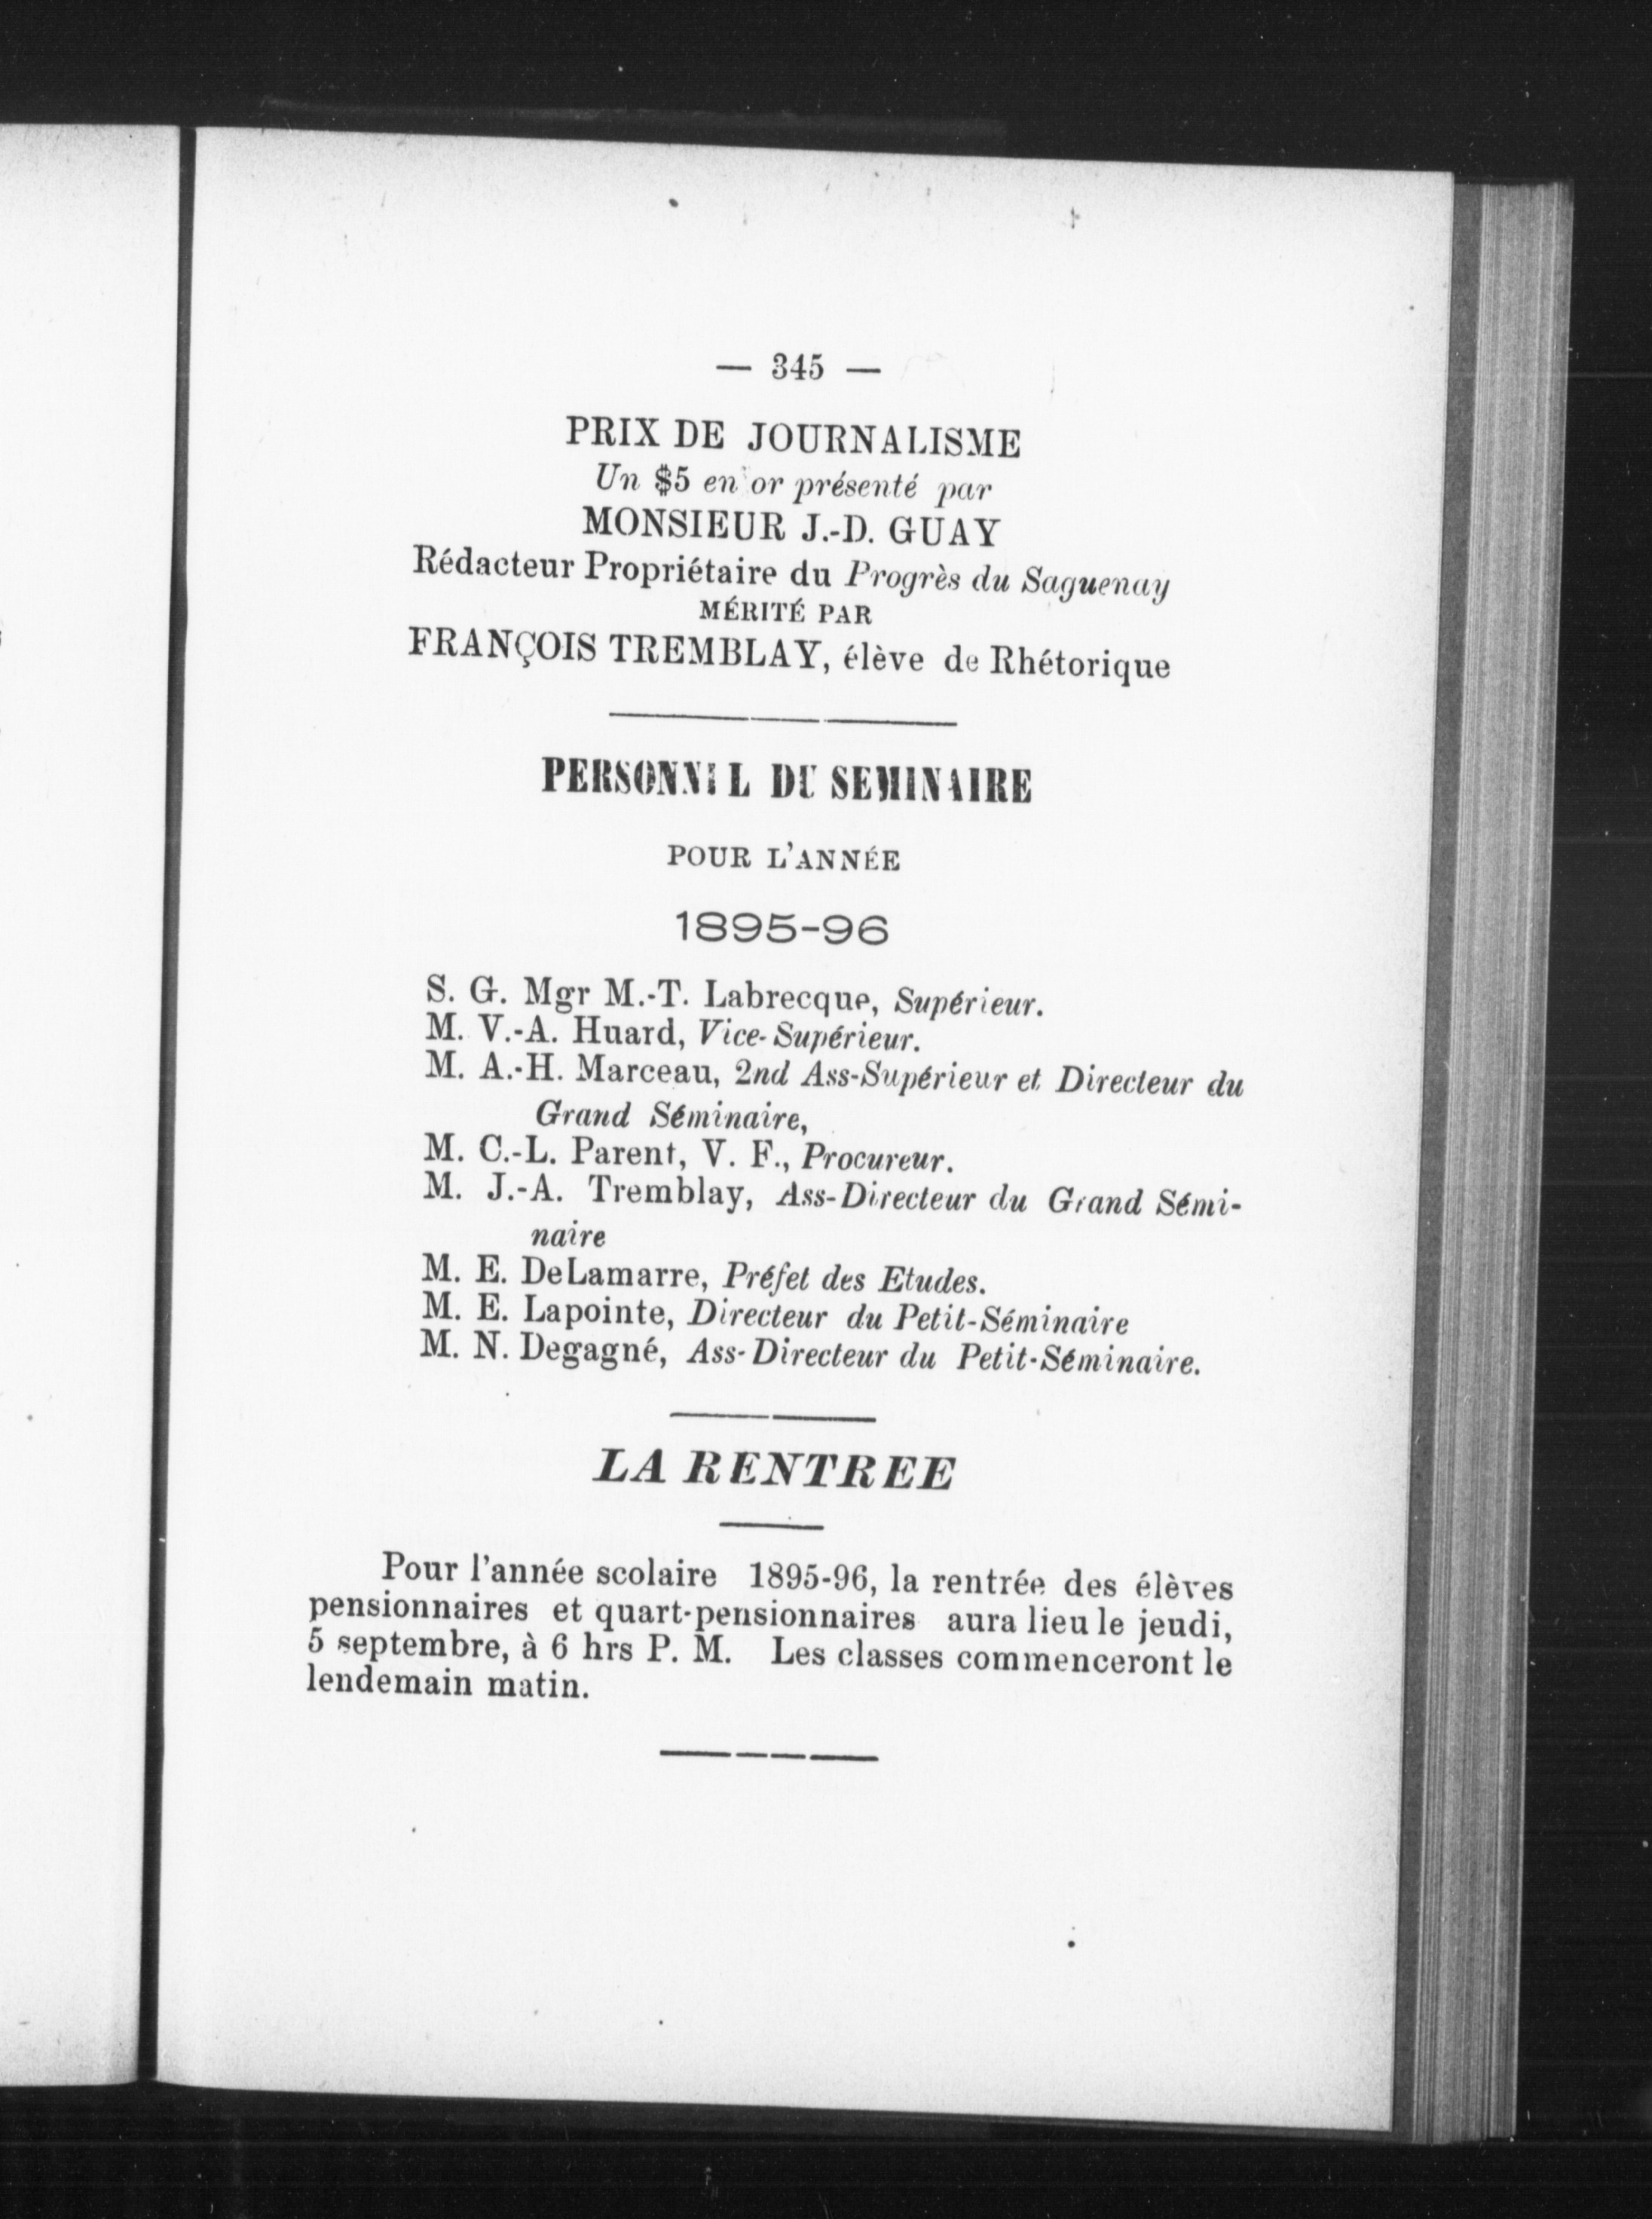 — 345 —
PRIX DE JOURNALISME
Un $5 en or présenté par
MONSIEUR J.-D. GUAY
Rédacteur Propriétaire du Progrès du Saguenay
MÉRITÉ PAR
FRANÇOIS TREMBLAY, élève de Rhétorique
PERSONNEL DU SEMINAIRE
POUR L'ANNÉE
1895-96
S. G. Mgr M.-T. Labrecque, Supérieur.
M. V.-A. Huard, Vice-Supérieur.
M. A.-H. Marceau, 2nd Ass-Supérieur et Directeur du
Grand Séminaire,
M. C.-L. Parent, V. F., Procureur.
M. J.-A. Tremblay, Ass-Directeur du Grand Sémi-
naire
M. E. DeLamarre, Préfet des Etudes.
M. E. Lapointe, Directeur du Petit-Séminaire
M. N. Degagné, Ass-Directeur du Petit-Séminaire.
LA RENTREE
Pour l'année scolaire 1895-96, la rentrée des élèves
pensionnaires et quart-pensionnaires aura lieu le jeudi,
5 septembre, à 6 hrs P. M. Les classes commenceront le
lendemain matin.